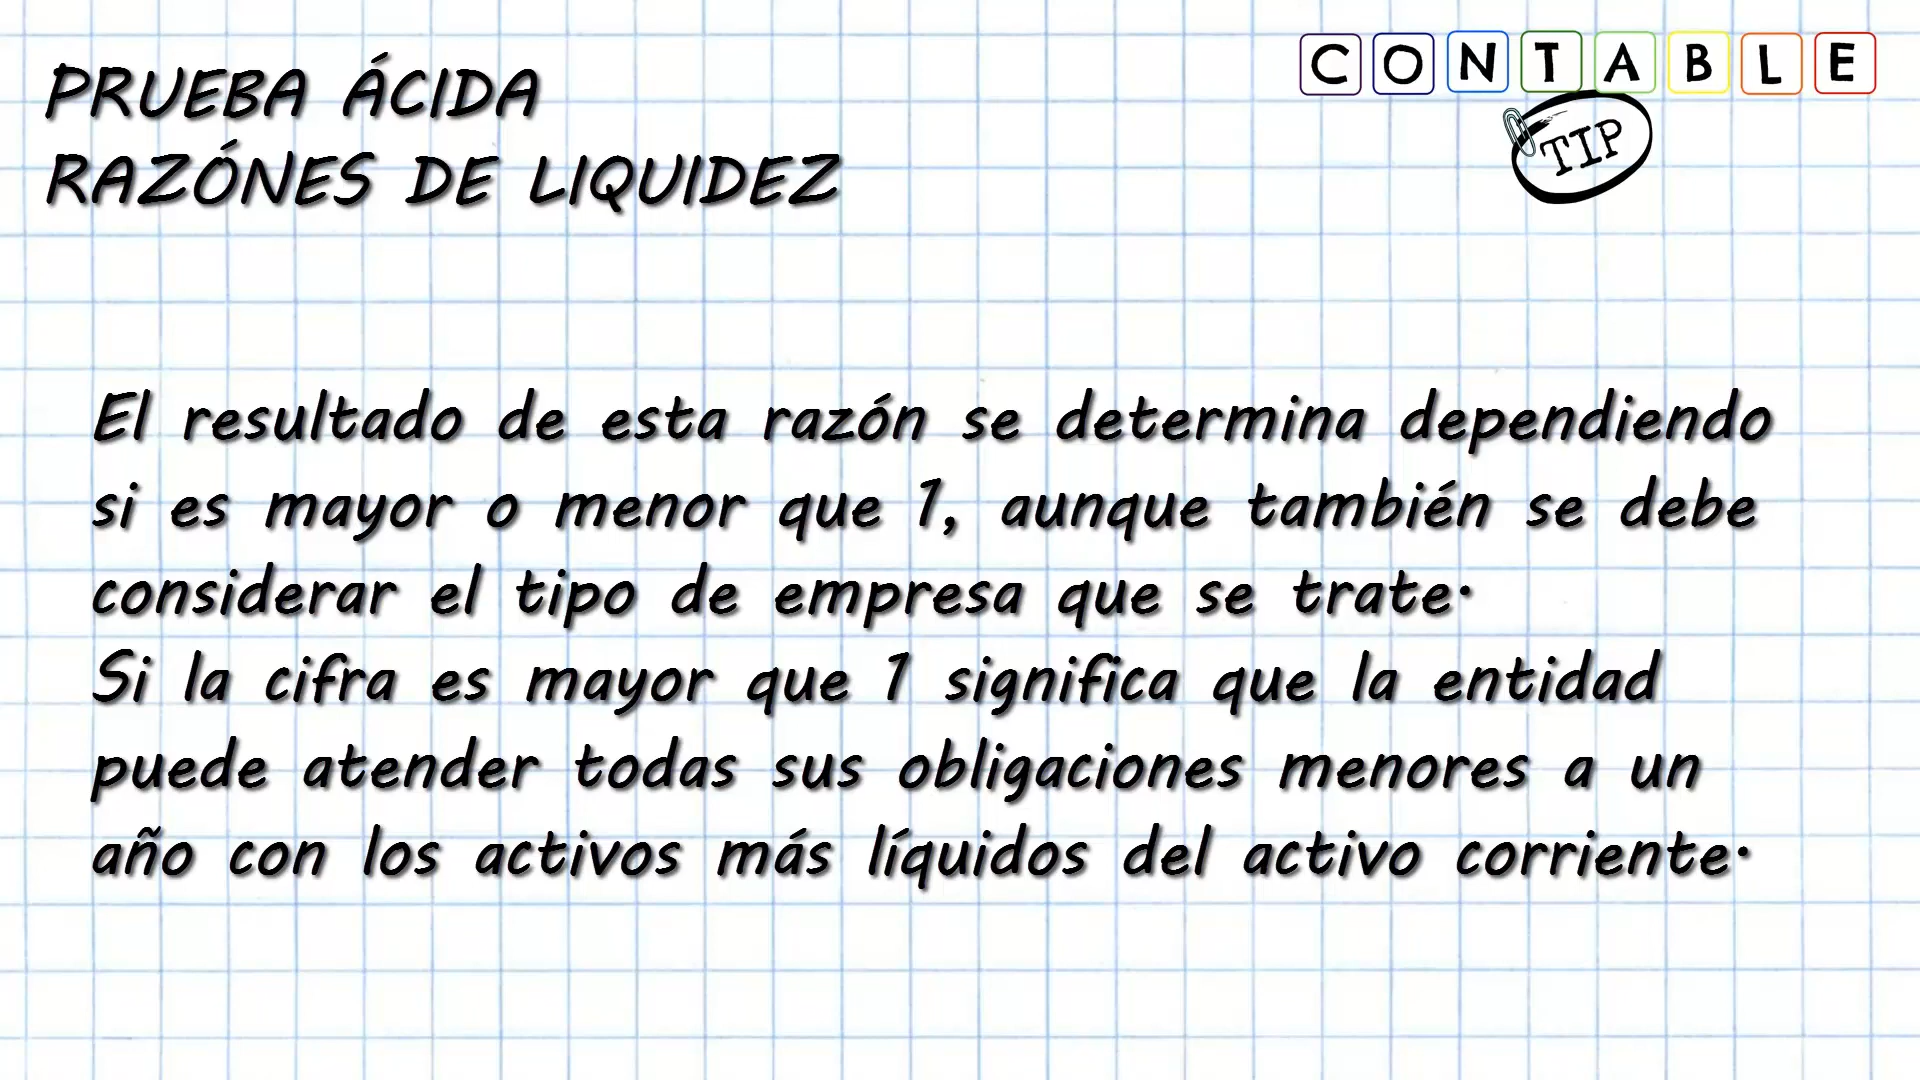 PRUEBA ÁCIDA
RAZÓNES DE LIQUIDEZ
CONTABLE
TIP
El resultado de esta razón se determina dependiendo
si es mayor o menor que 1, aunque también se debe
considerar el tipo de empresa que se trate.
Si la cifra es mayor que 1 significa que la entidad
puede atender todas sus obligaciones menores a un
año con los activos más líquidos del activo corriente.